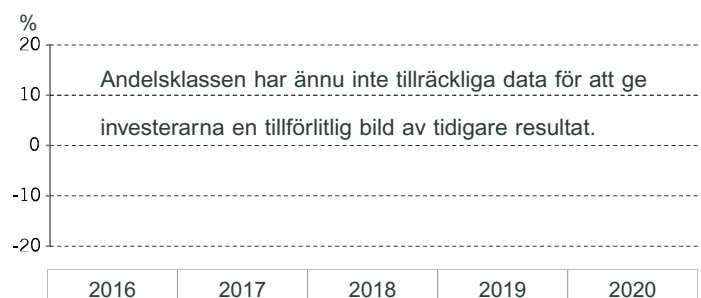 %
20
Andelsklassen har ännu inte tillräckliga data för att ge
10
investerarna en tillförlitlig bild av tidigare resultat.
0
-10
-20
2016 2017 2018 2019 2020